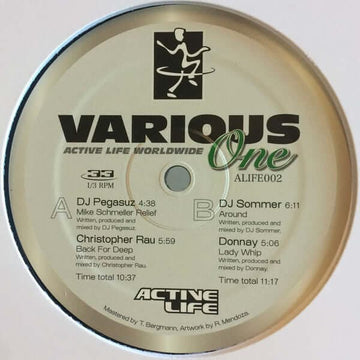 VARIOUS
ACTIVE LIFE WORLDWIDE
One
33
1/3 RPM
ALIFE002
A
DJ Pegasuz 4:38
Mike Schmeller Relief
Written, produced and
mixed by DJ Pegasuz.
Christopher Rau 5:59
Back For Deep
Written, produced and
mixed by Christopher Rau.
Time total 10:37
B
DJ Sommer 6:11
Around
Written, produced and
mixed by DJ Sommer.
Donnay 5:06
Lady Whip
Written, produced and
mixed by Donnay.
Time total 11:17
ACTIVE
LIFE
Mastered by T. Bergmann, Artwork by R. Mendoza.